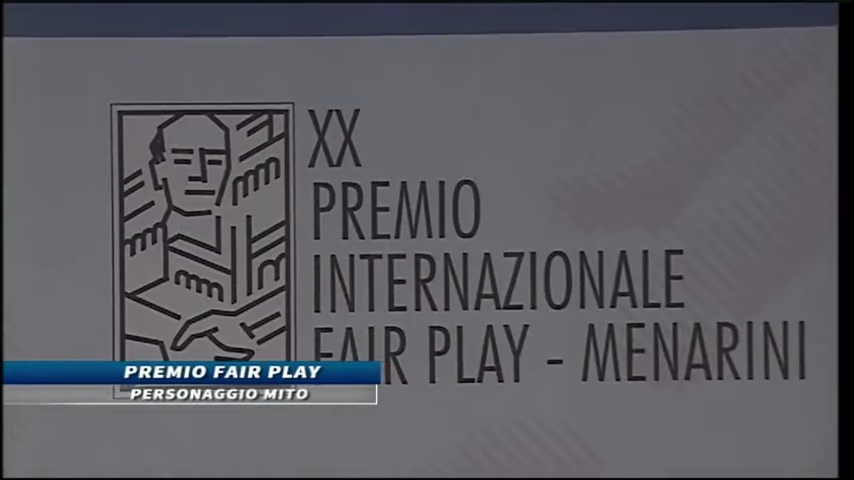 XX
PREMIO
INTERNAZIONALE
FAIR PLAY - MENARINI
PREMIO FAIR PLAY
PERSONAGGIO MITO